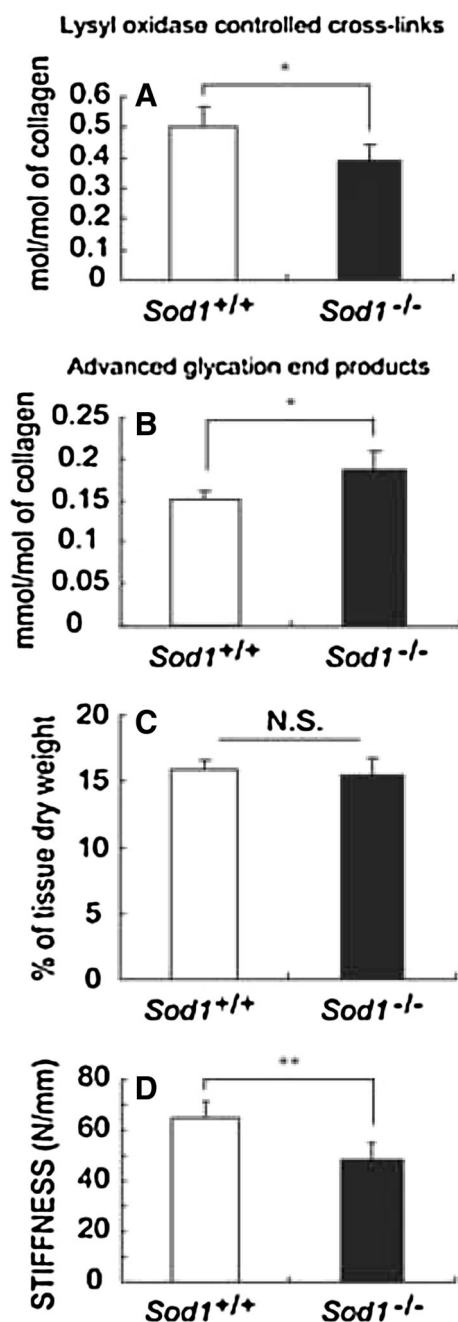 Lysyl oxidase controlled cross-links
A
*
mol/mol of collagen
0.6
0.5
0.4
0.3
0.2
0.1
0
Sod1+/+ Sod1-/-
Advanced glycation end products
B
*
mmol/mol of collagen
0.25
0.2
0.15
0.1
0.05
0
Sod1+/+ Sod1-/-
C
N.S.
% of tissue dry weight
20
15
10
5
0
Sod1+/+ Sod1-/-
D
**
STIFFNESS (N/mm)
80
60
40
20
0
Sod1+/+ Sod1-/-